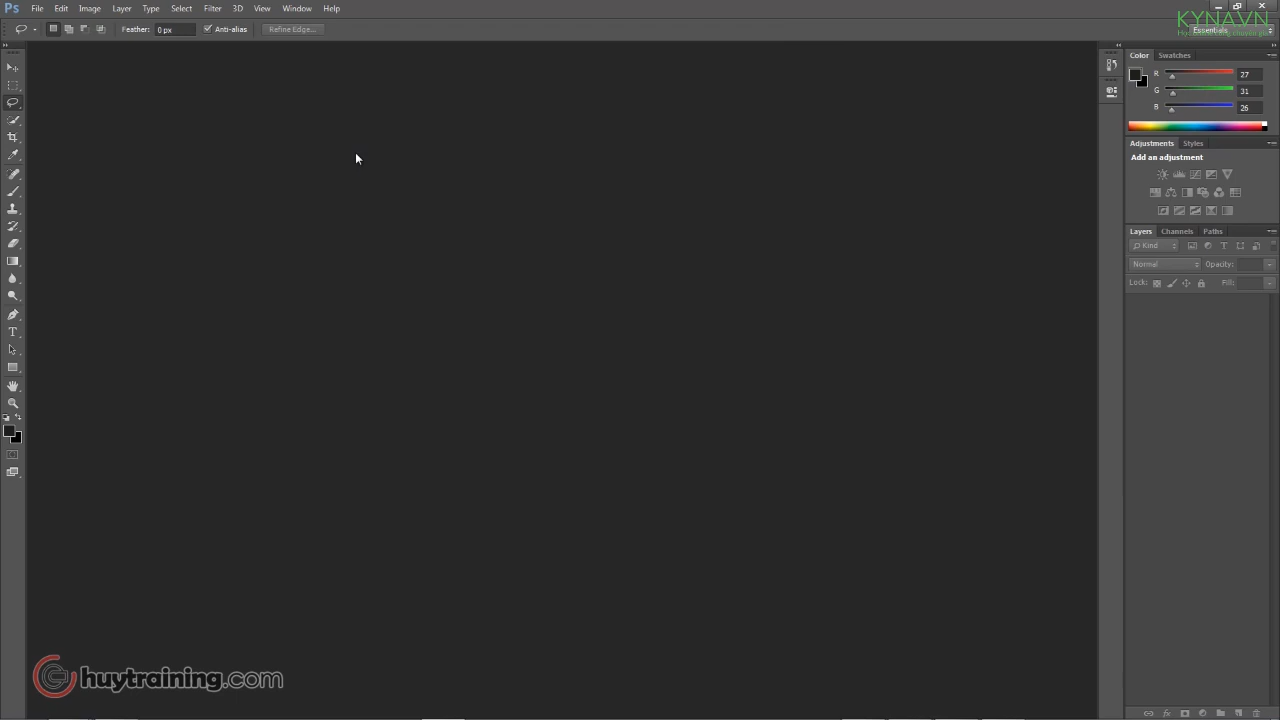 Ps File Edit Image Layer Type Select Filter 3D View Window Help
KYNA.VN
Feather: 0 px Anti-alias Refine Edge... Essentials
Color Swatches
R 27
G 31
B 26
Adjustments Styles
Add an adjustment
Layers Channels Paths
Kind
Normal Opacity:
Lock: Fill:
huytraining.com